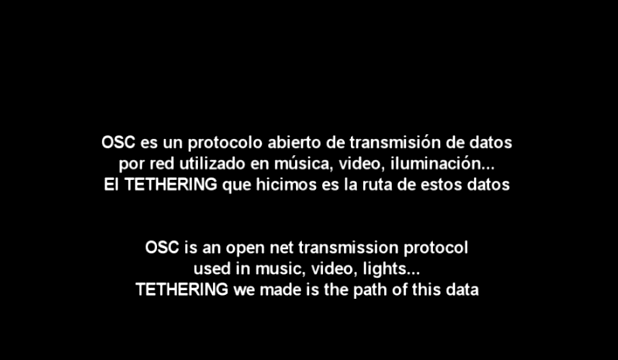 OSC es un protocolo abierto de transmisión de datos
por red utilizado en música, video, iluminación...
El TETHERING que hicimos es la ruta de estos datos
OSC is an open net transmission protocol
used in music, video, lights...
TETHERING we made is the path of this data